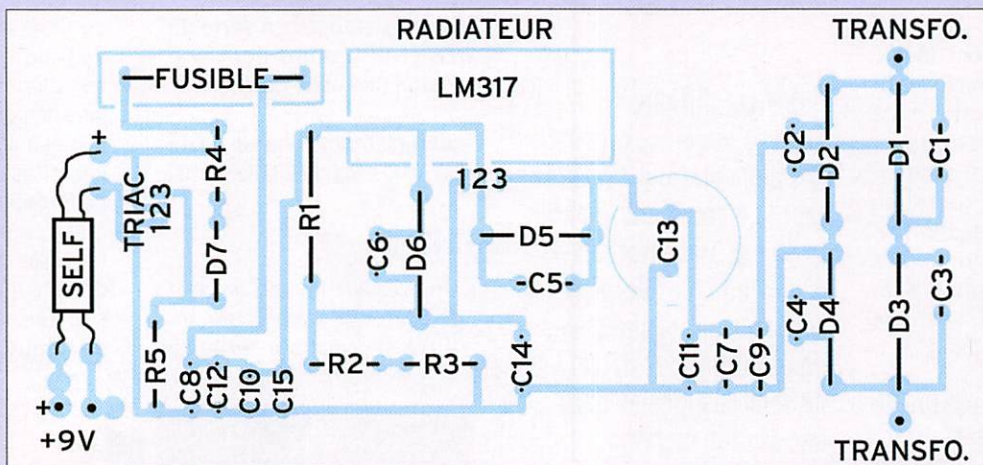 RADIATEUR
TRANSFO.
FUSIBLE
LM317
+
TRIAC
123
R4
R1
123
C2
D2
D1
C1
SELF
D7
C6
D6
D5
C13
C5
C4
D4
D3
C3
R5
C8
C12
C10
C15
R2
R3
C14
C11
C7
C9
+
+9V
TRANSFO.